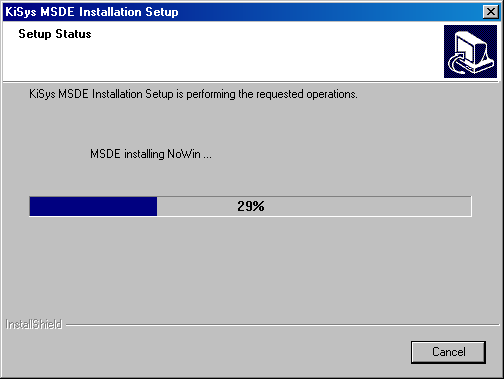 KiSys MSDE Installation Setup
Setup Status
KiSys MSDE Installation Setup is performing the requested operations.
MSDE installing NoWin ...
29%
InstallShield
Cancel